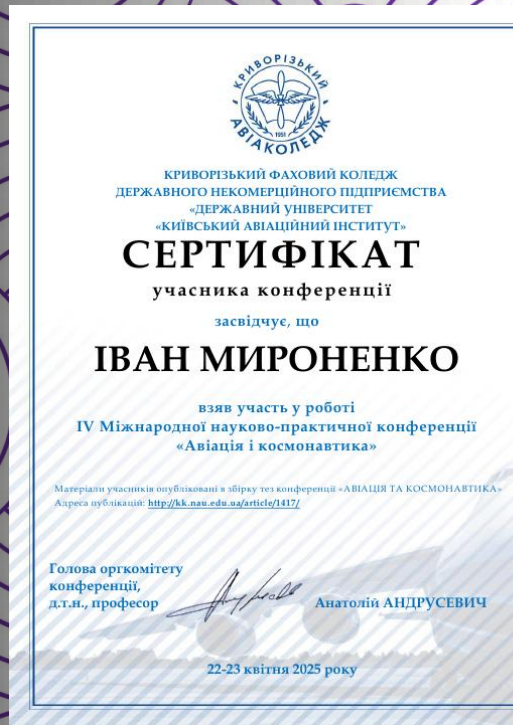 КРИВОРІЗЬКИЙ
АВІАКОЛЕДЖ
1951
КРИВОРІЗЬКИЙ ФАХОВИЙ КОЛЕДЖ
ДЕРЖАВНОГО НЕКОМЕРЦІЙНОГО ПІДПРИЄМСТВА
«ДЕРЖАВНИЙ УНІВЕРСИТЕТ
«КИЇВСЬКИЙ АВІАЦІЙНИЙ ІНСТИТУТ»
СЕРТИФІКАТ
учасника конференції
засвідчує, що
ІВАН МИРОНЕНКО
взяв участь у роботі
IV Міжнародної науково-практичної конференції
«Авіація і космонавтика»
Матеріали учасників опубліковані в збірку тез конференції «АВІАЦІЯ ТА КОСМОНАВТИКА»
Адреса публікацій: http://kk.nau.edu.ua/article/1417/
Голова оргкомітету
конференції,
д.т.н., професор
Анатолій АНДРУСЕВИЧ
22-23 квітня 2025 року